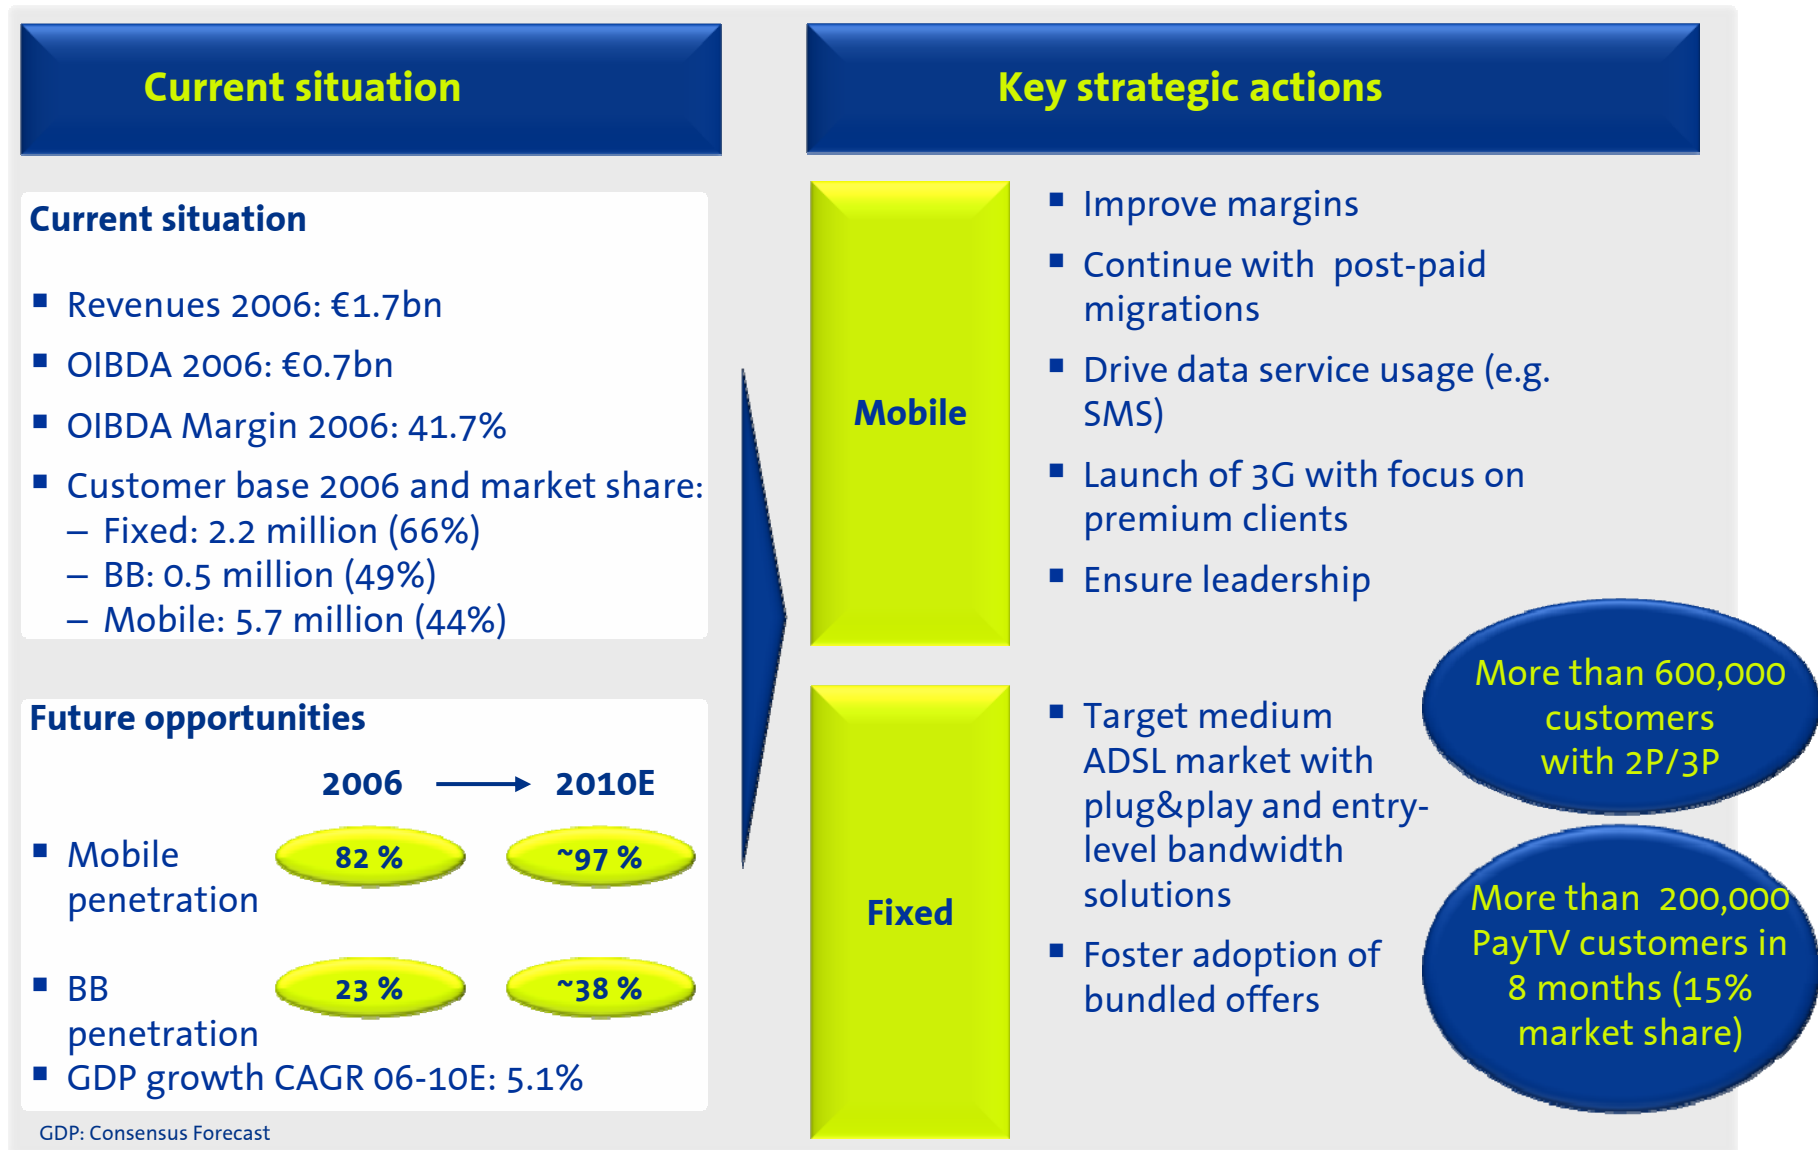 Current situation
Key strategic actions
Current situation
▪ Revenues 2006: €1.7bn
▪ OIBDA 2006: €0.7bn
▪ OIBDA Margin 2006: 41.7%
▪ Customer base 2006 and market share:
– Fixed: 2.2 million (66%)
– BB: 0.5 million (49%)
– Mobile: 5.7 million (44%)
Future opportunities
2006 → 2010E
▪ Mobile
penetration
82 %
~97 %
▪ BB
penetration
23 %
~38 %
▪ GDP growth CAGR 06-10E: 5.1%
GDP: Consensus Forecast
Mobile
▪ Improve margins
▪ Continue with post-paid
migrations
▪ Drive data service usage (e.g.
SMS)
▪ Launch of 3G with focus on
premium clients
▪ Ensure leadership
Fixed
▪ Target medium
ADSL market with
plug&play and entry-
level bandwidth
solutions
▪ Foster adoption of
bundled offers
More than 600,000
customers
with 2P/3P
More than 200,000
PayTV customers in
8 months (15%
market share)